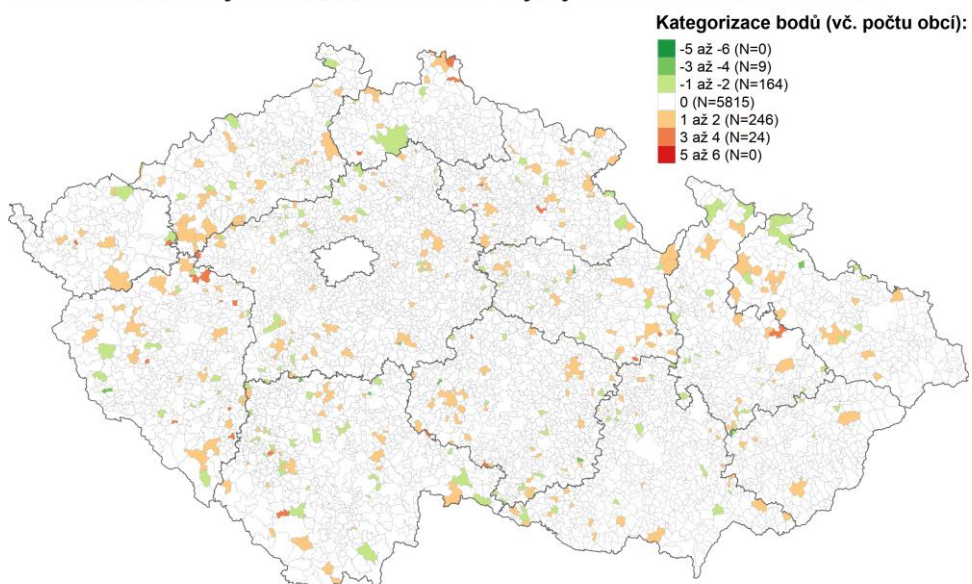 Kategorizace bodů (vč. počtu obcí):
-5 až -6 (N=0)
-3 až -4 (N=9)
-1 až -2 (N=164)
0 (N=5815)
1 až 2 (N=246)
3 až 4 (N=24)
5 až 6 (N=0)